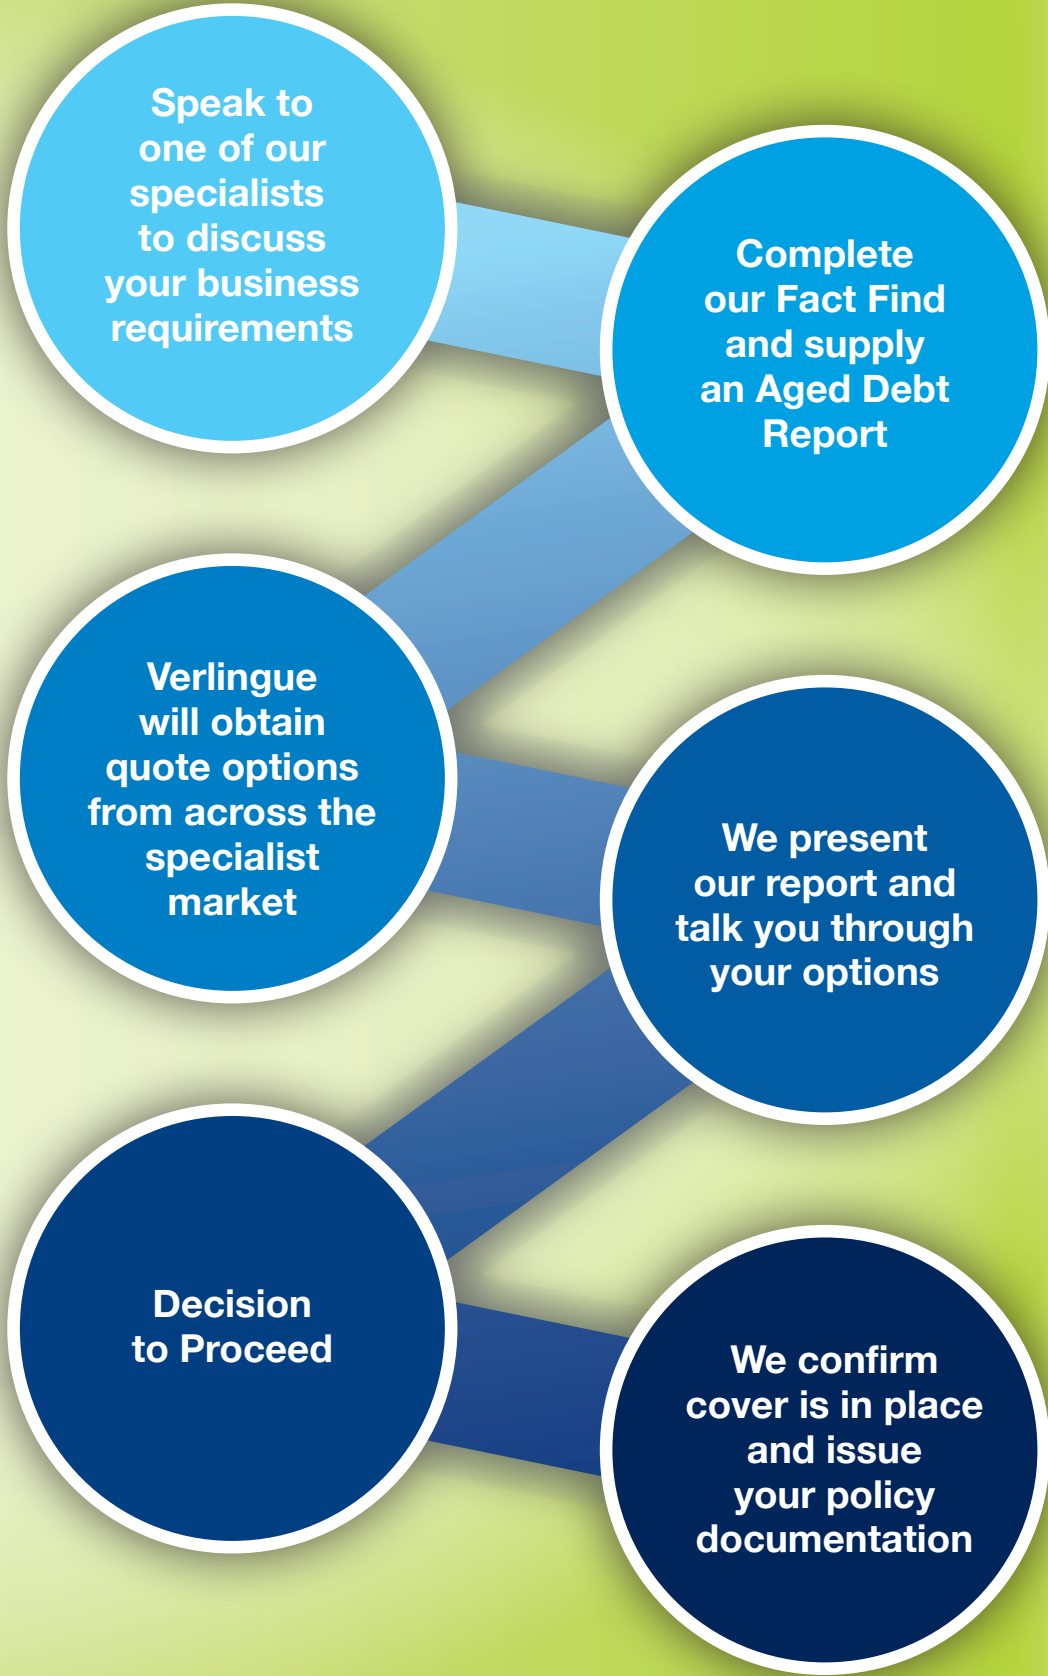 Speak to
one of our
specialists
to discuss
your business
requirements
Complete
our Fact Find
and supply
an Aged Debt
Report
Verlingue
will obtain
quote options
from across the
specialist
market
We present
our report and
talk you through
your options
Decision
to Proceed
We confirm
cover is in place
and issue
your policy
documentation